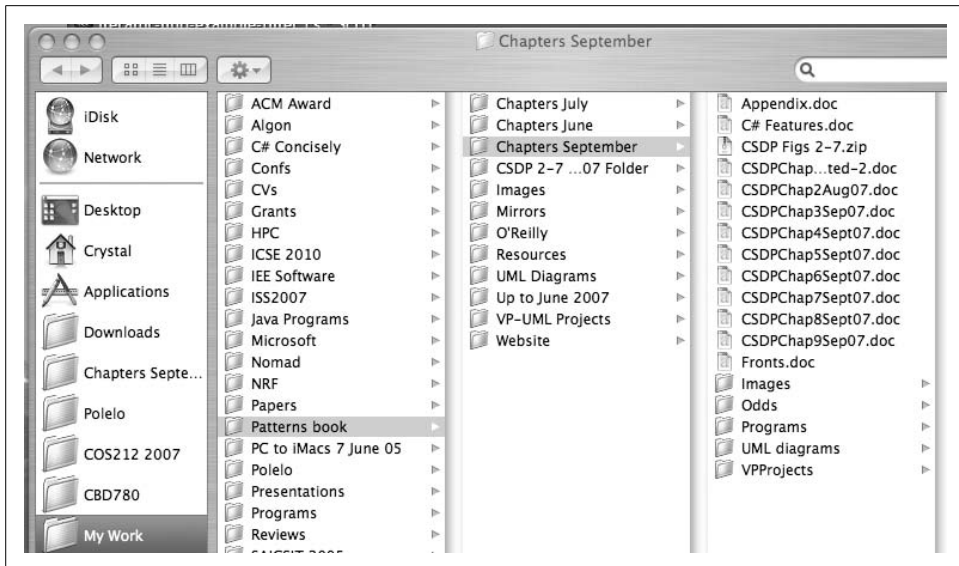 Chapters September
iDisk
Network
Desktop
Crystal
Applications
Downloads
Chapters Septe...
Polelo
COS212 2007
CBD780
My Work
ACM Award
Algon
C# Concisely
Confs
CVs
Grants
HPC
ICSE 2010
IEE Software
ISS2007
Java Programs
Microsoft
Nomad
NRF
Papers
Patterns book
PC to iMacs 7 June 05
Polelo
Presentations
Programs
Reviews
Chapters July
Chapters June
Chapters September
CSDP 2-7 ...07 Folder
Images
Mirrors
O'Reilly
Resources
UML Diagrams
Up to June 2007
VP-UML Projects
Website
Appendix.doc
C# Features.doc
CSDP Figs 2-7.zip
CSDPChap...ted-2.doc
CSDPChap2Aug07.doc
CSDPChap3Sep07.doc
CSDPChap4Sept07.doc
CSDPChap5Sept07.doc
CSDPChap6Sept07.doc
CSDPChap7Sept07.doc
CSDPChap8Sept07.doc
CSDPChap9Sep07.doc
Fronts.doc
Images
Odds
Programs
UML diagrams
VPProjects